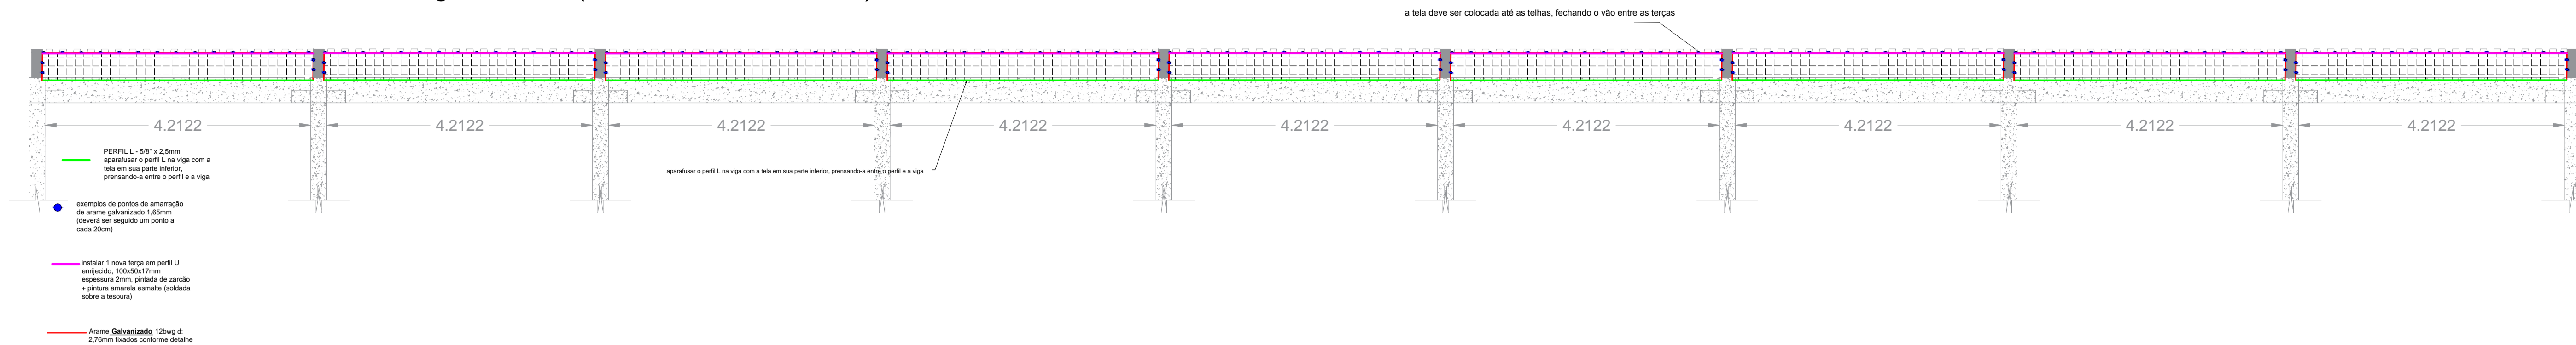 a tela deve ser colocada até as telhas, fechando o vão entre as terças
4.2122 4.2122 4.2122 4.2122 4.2122 4.2122 4.2122 4.2122 4.2122
PERFIL L - 5/8" x 2,5mm
aparafusar o perfil L na viga com a
tela em sua parte inferior,
prensando-a entre o perfil e a viga
aparafusar o perfil L na viga com a tela em sua parte inferior, prensando-a entre o perfil e a viga
exemplos de pontos de amarração
de arame galvanizado 1,65mm
(deverá ser seguido um ponto a
cada 20cm)
instalar 1 nova terça em perfil U
enrijecido, 100x50x17mm
espessura 2mm, pintada de zarcão
+ pintura amarela esmalte (soldada
sobre a tesoura)
Arame Galvanizado 12bwg d:
2,76mm fixados conforme detalhe